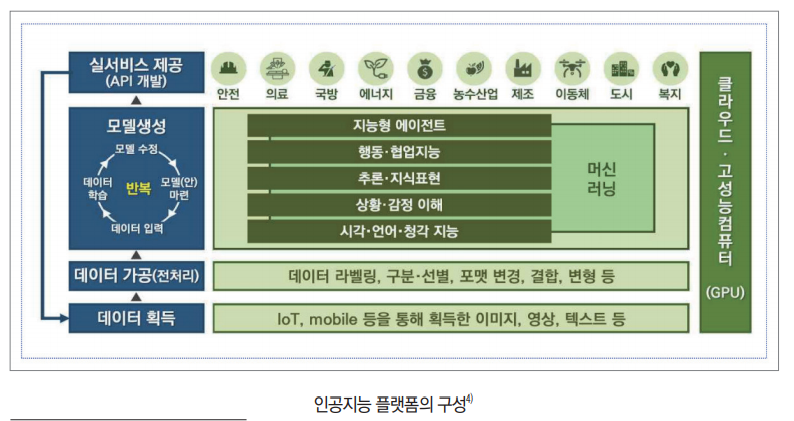 실서비스 제공
(API 개발)
안전 의료 국방 에너지 금융 농수산업 제조 이동체 도시 복지
모델생성
모델 수정
데이터
학습
반복
모델(안)
마련
데이터 입력
지능형 에이전트
행동·협업지능
추론·지식표현
상황·감정 이해
시각·언어·청각 지능
머신
러닝
데이터 가공(전처리)
데이터 라벨링, 구분·선별, 포맷 변경, 결합, 변형 등
데이터 획득
IoT, mobile 등을 통해 획득한 이미지, 영상, 텍스트 등
클라우드·고성능컴퓨터
(GPU)
인공지능 플랫폼의 구성4)